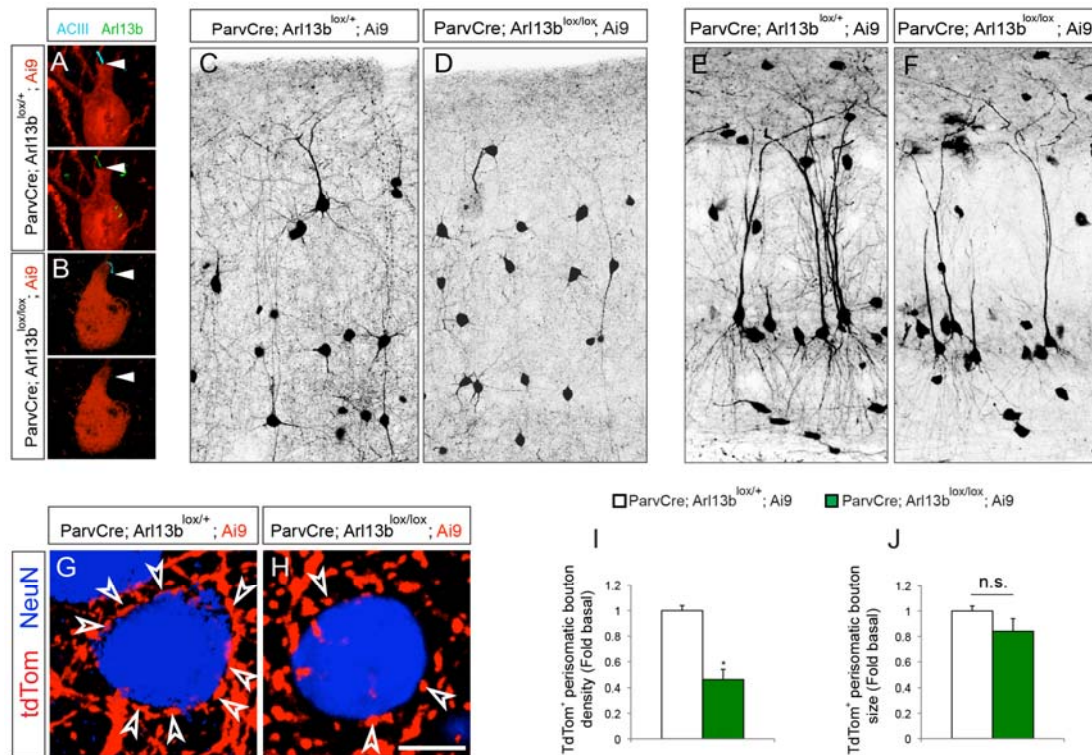 ACIII Arl13b
ParvCre; Arl13b lox/+ ; Ai9
A
ParvCre; Arl13b lox/lox ; Ai9
B
ParvCre; Arl13b lox/+ ; Ai9
C
ParvCre; Arl13b lox/lox ; Ai9
D
ParvCre; Arl13b lox/+ ; Ai9
E
ParvCre; Arl13b lox/lox ; Ai9
F
ParvCre; Arl13b lox/+ ; Ai9
ParvCre; Arl13b lox/lox ; Ai9
tdTom NeuN
G
H
ParvCre; Arl13b lox/+ ; Ai9
ParvCre; Arl13b lox/lox ; Ai9
I
TdTom+ perisomatic bouton
density (Fold basal)
1.2
1
0.8
0.6
0.4
0.2
0
*
J
TdTom+ perisomatic bouton
size (Fold basal)
1.2
1
0.8
0.6
0.4
0.2
0
n.s.